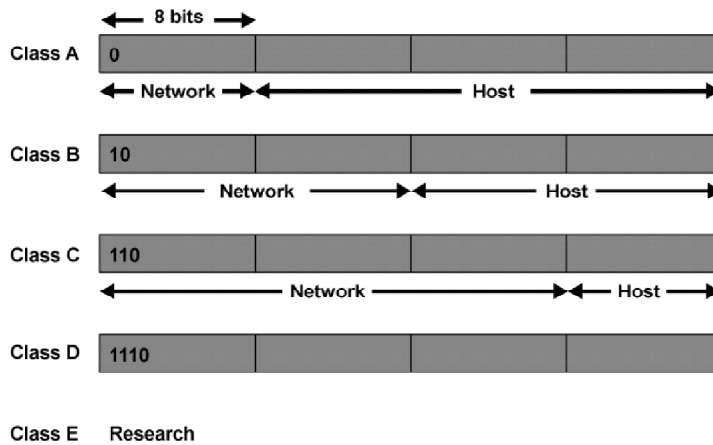 8 bits
Class A 0
Network Host
Class B 10
Network Host
Class C 110
Network Host
Class D 1110
Class E Research